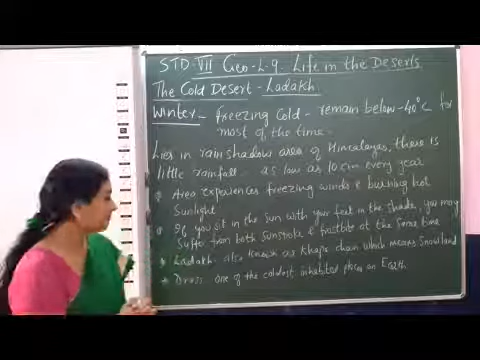 STD VII Geo-L.9. Life in the Deserts
The Cold Desert - Ladakh
Winter - freezing cold - remain below -40°C for
most of the time.
Lies in rainshadow area of Himalayas, there is
little rainfall - as low as 10cm every year
Area experiences freezing winds & burning hot
Sunlight
If you sit in the sun with your feet in the shade, you may
suffer from both sunstroke & frostbite at the same time
Ladakh also known as Khapa chan which means Snowland
Drass one of the coldest inhabited places on Earth.